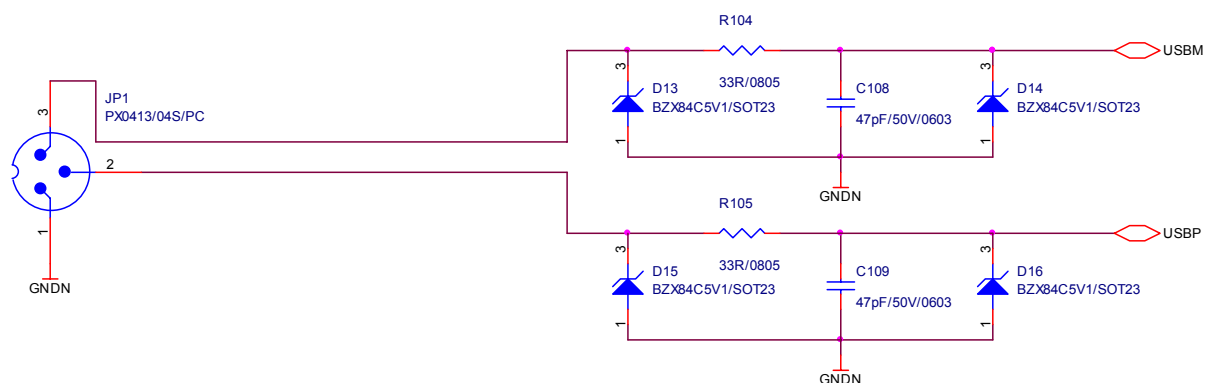 R104
USBM
3
3
D13
BZX84C5V1/SOT23
33R/0805
C108
47pF/50V/0603
D14
BZX84C5V1/SOT23
1
1
GNDN
JP1
PX0413/04S/PC
3
2
1
GNDN
R105
USBP
3
3
D15
BZX84C5V1/SOT23
33R/0805
C109
47pF/50V/0603
D16
BZX84C5V1/SOT23
1
1
GNDN